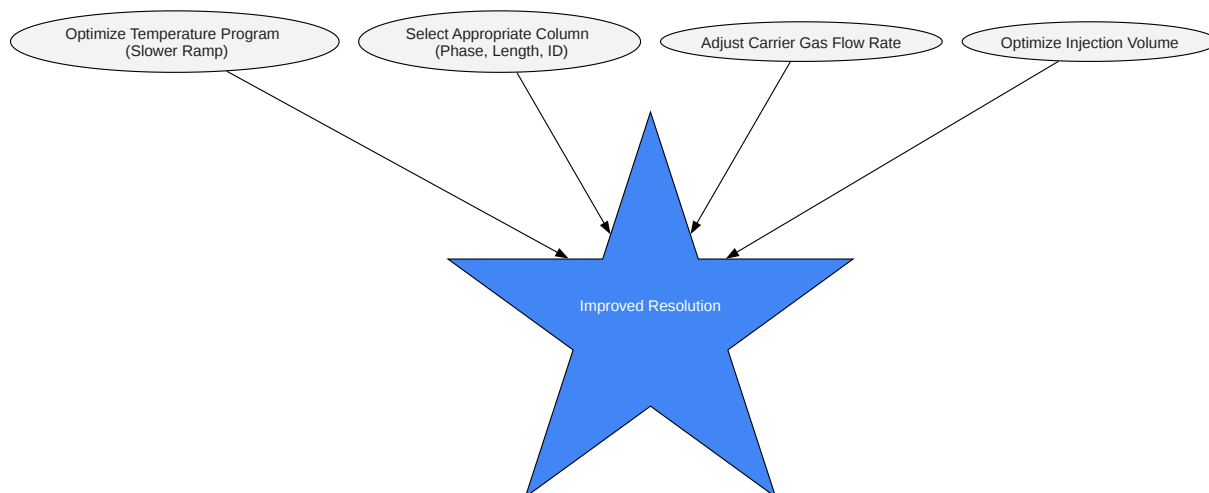 Optimize Temperature Program
(Slower Ramp)
Select Appropriate Column
(Phase, Length, ID)
Adjust Carrier Gas Flow Rate
Optimize Injection Volume
Improved Resolution